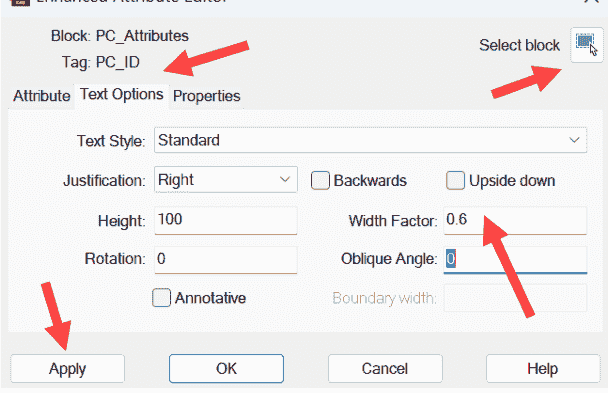 Enhanced Attribute Editor
Block: PC_Attributes
Select block
Tag: PC_ID
Attribute Text Options Properties
Text Style: Standard
Justification: Right Backwards Upside down
Height: 100 Width Factor: 0.6
Rotation: 0 Oblique Angle: 0
Annotative Boundary width:
Apply OK Cancel Help